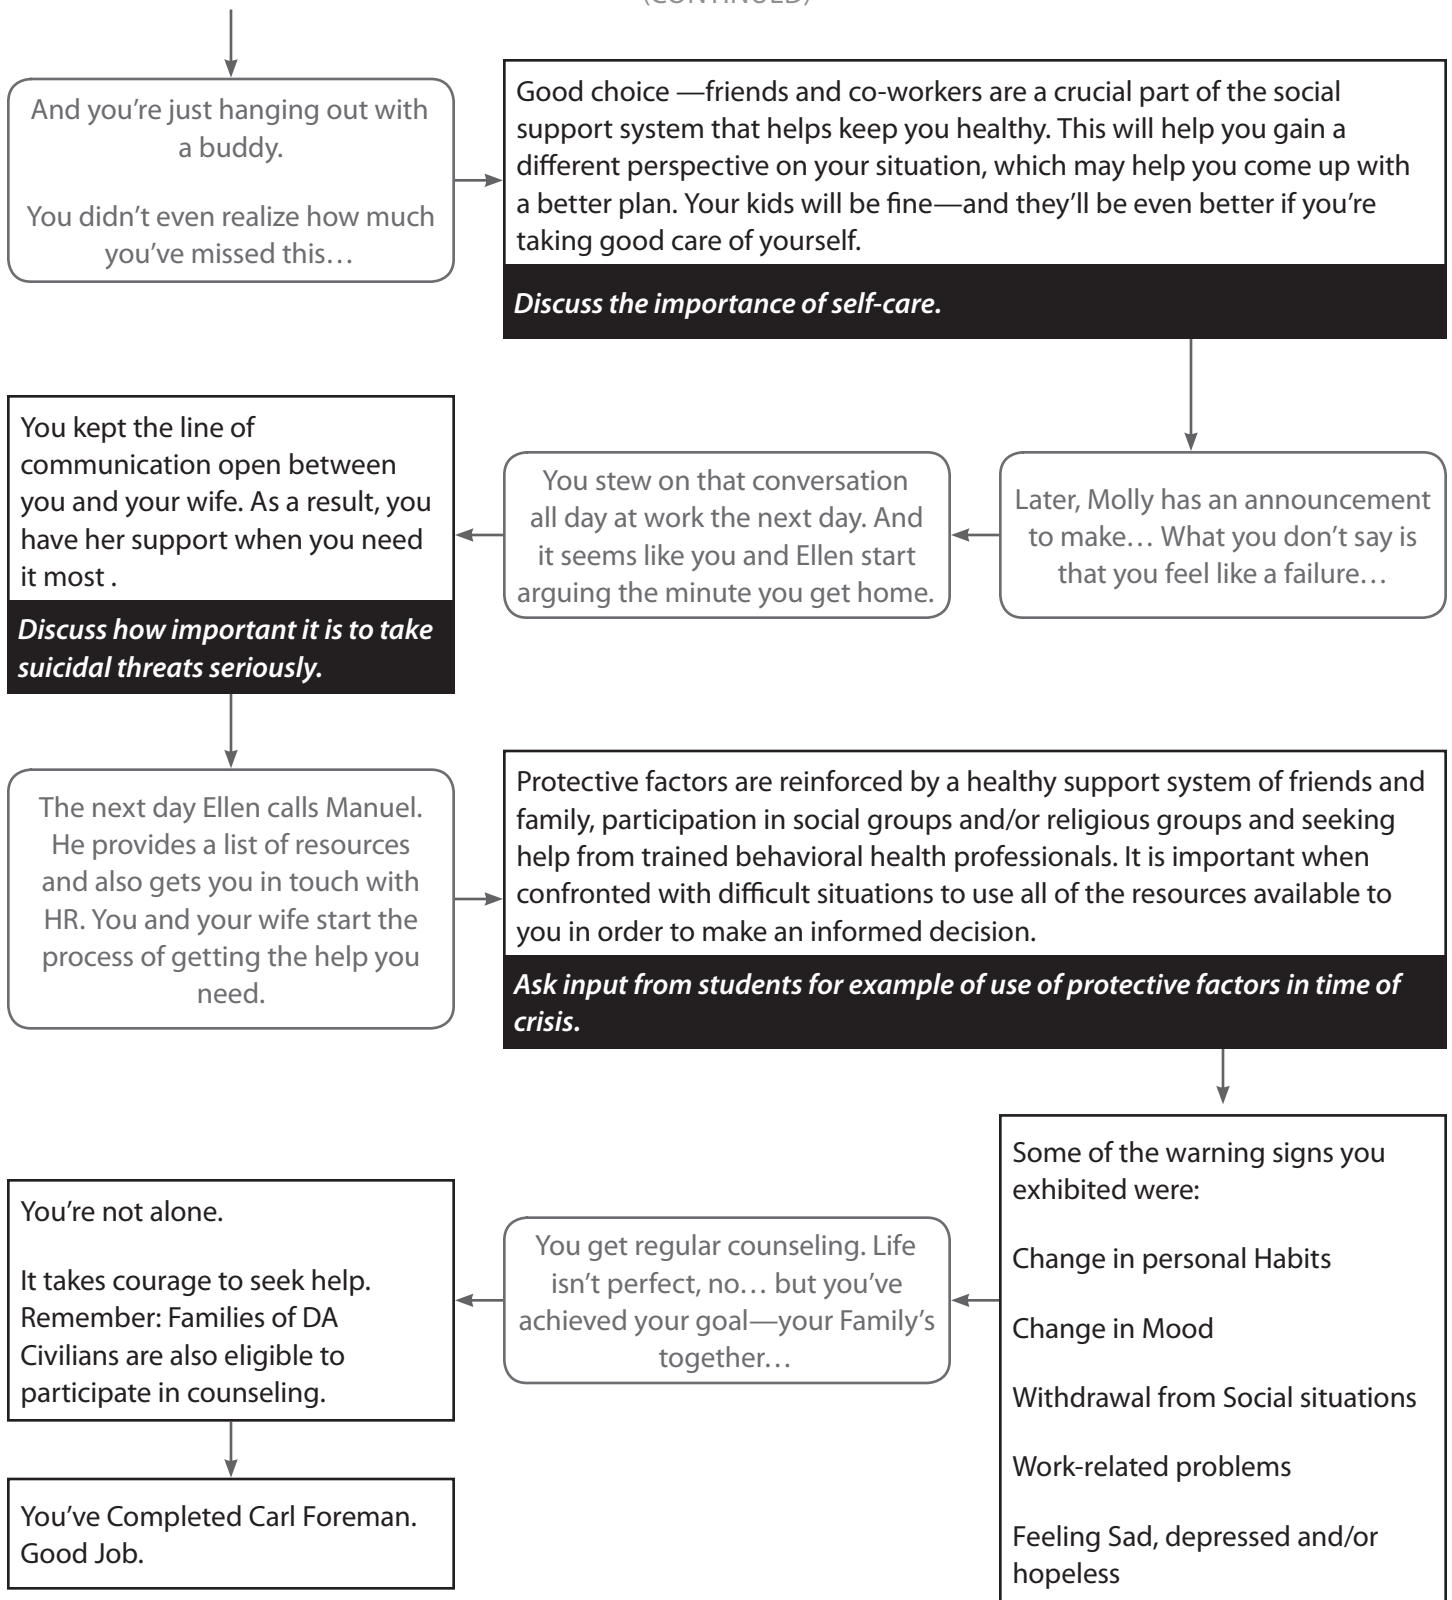 (CONTINUED)
And you're just hanging out with
a buddy.
You didn't even realize how much
you've missed this…
Good choice —friends and co-workers are a crucial part of the social
support system that helps keep you healthy. This will help you gain a
different perspective on your situation, which may help you come up with
a better plan. Your kids will be fine—and they'll be even better if you're
taking good care of yourself.
Discuss the importance of self-care.
Later, Molly has an announcement
to make… What you don't say is
that you feel like a failure…
You stew on that conversation
all day at work the next day. And
it seems like you and Ellen start
arguing the minute you get home.
You kept the line of
communication open between
you and your wife. As a result, you
have her support when you need
it most .
Discuss how important it is to take
suicidal threats seriously.
The next day Ellen calls Manuel.
He provides a list of resources
and also gets you in touch with
HR. You and your wife start the
process of getting the help you
need.
Protective factors are reinforced by a healthy support system of friends and
family, participation in social groups and/or religious groups and seeking
help from trained behavioral health professionals. It is important when
confronted with difficult situations to use all of the resources available to
you in order to make an informed decision.
Ask input from students for example of use of protective factors in time of
crisis.
Some of the warning signs you
exhibited were:
Change in personal Habits
Change in Mood
Withdrawal from Social situations
Work-related problems
Feeling Sad, depressed and/or
hopeless
You get regular counseling. Life
isn't perfect, no… but you've
achieved your goal—your Family's
together…
You're not alone.
It takes courage to seek help.
Remember: Families of DA
Civilians are also eligible to
participate in counseling.
You've Completed Carl Foreman.
Good Job.